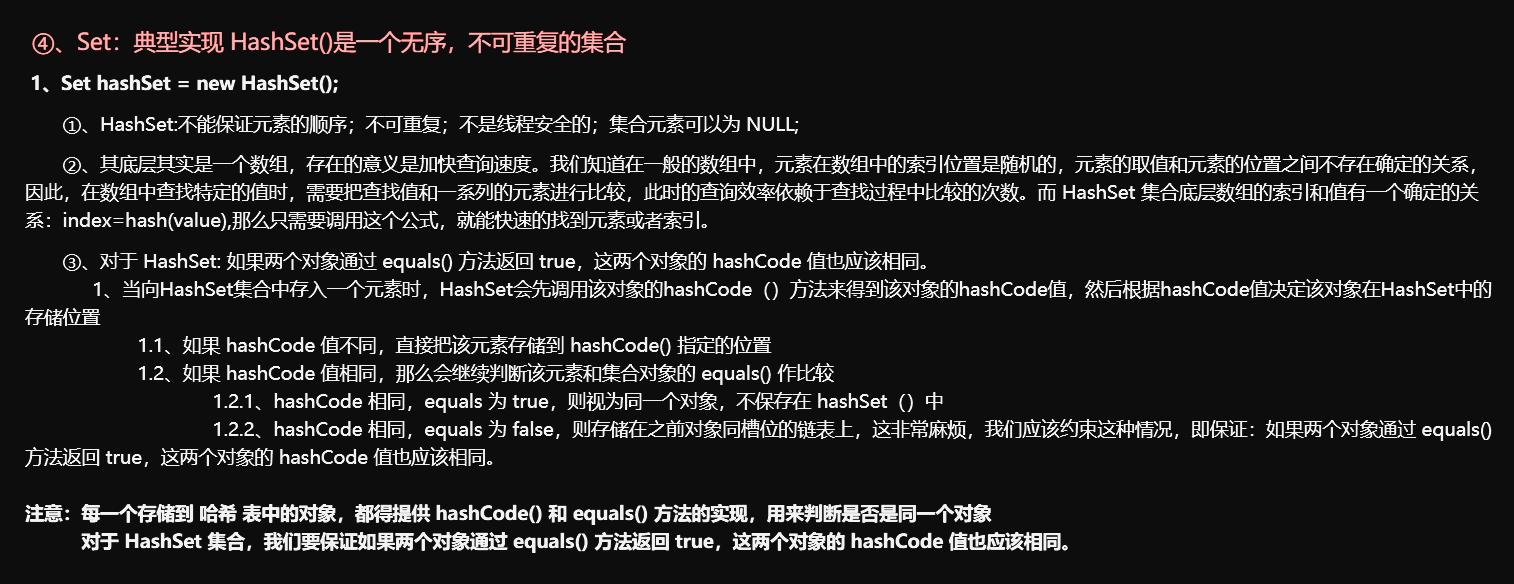 ④、Set：典型实现 HashSet()是一个无序，不可重复的集合
1、Set hashSet = new HashSet();
①、HashSet:不能保证元素的顺序；不可重复；不是线程安全的；集合元素可以为 NULL;
②、其底层其实是一个数组，存在的意义是加快查询速度。我们知道在一般的数组中，元素在数组中的索引位置是随机的，元素的取值和元素的位置之间不存在确定的关系，
因此，在数组中查找特定的值时，需要把查找值和一系列的元素进行比较，此时的查询效率依赖于查找过程中比较的次数。而 HashSet 集合底层数组的索引和值有一个确定的关
系：index=hash(value),那么只需要调用这个公式，就能快速的找到元素或者索引。
③、对于 HashSet: 如果两个对象通过 equals() 方法返回 true，这两个对象的 hashCode 值也应该相同。
1、当向HashSet集合中存入一个元素时，HashSet会先调用该对象的hashCode（）方法来得到该对象的hashCode值，然后根据hashCode值决定该对象在HashSet中的
存储位置
1.1、如果 hashCode 值不同，直接把该元素存储到 hashCode() 指定的位置
1.2、如果 hashCode 值相同，那么会继续判断该元素和集合对象的 equals() 作比较
1.2.1、hashCode 相同，equals 为 true，则视为同一个对象，不保存在 hashSet（）中
1.2.2、hashCode 相同，equals 为 false，则存储在之前对象同槽位的链表上，这非常麻烦，我们应该约束这种情况，即保证：如果两个对象通过 equals()
方法返回 true，这两个对象的 hashCode 值也应该相同。
注意：每一个存储到 哈希 表中的对象，都得提供 hashCode() 和 equals() 方法的实现，用来判断是否是同一个对象
对于 HashSet 集合，我们要保证如果两个对象通过 equals() 方法返回 true，这两个对象的 hashCode 值也应该相同。